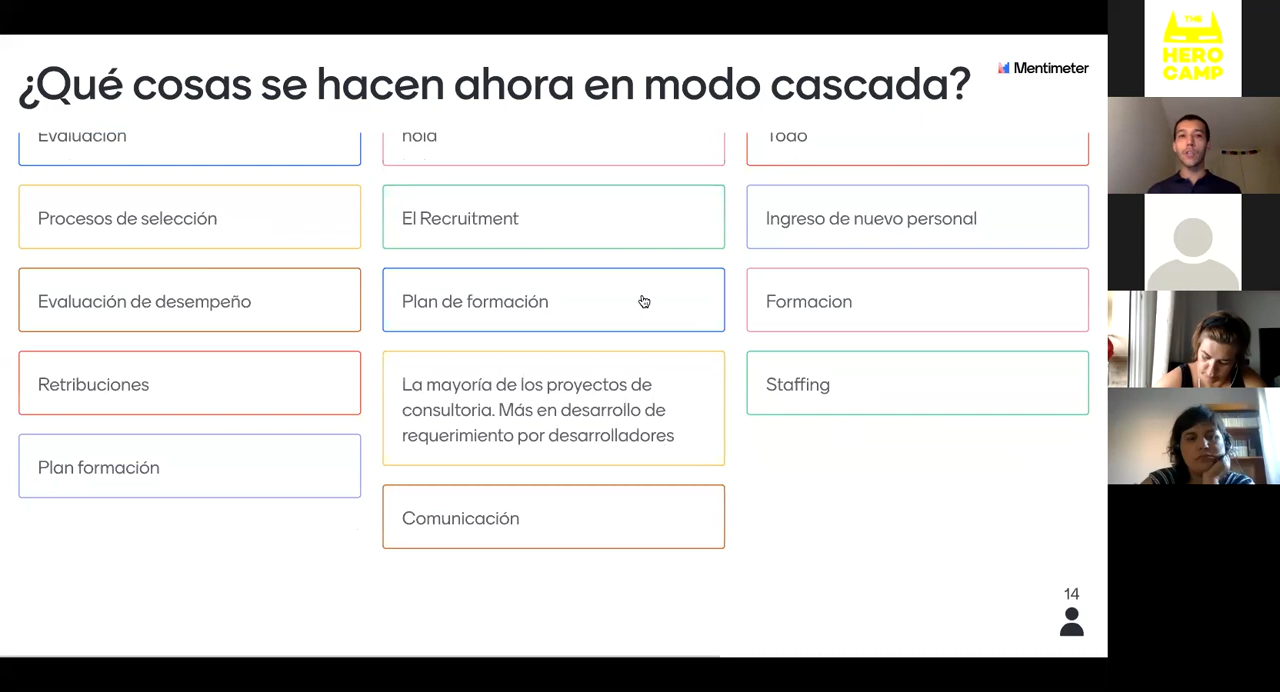 ¿Qué cosas se hacen ahora en modo cascada?
Mentimeter
THE
HERO
CAMP
Evaluación
hola
Todo
Procesos de selección
El Recruitment
Ingreso de nuevo personal
Evaluación de desempeño
Plan de formación
Formacion
Retribuciones
La mayoría de los proyectos de
consultoria. Más en desarrollo de
requerimiento por desarrolladores
Staffing
Plan formación
Comunicación
14